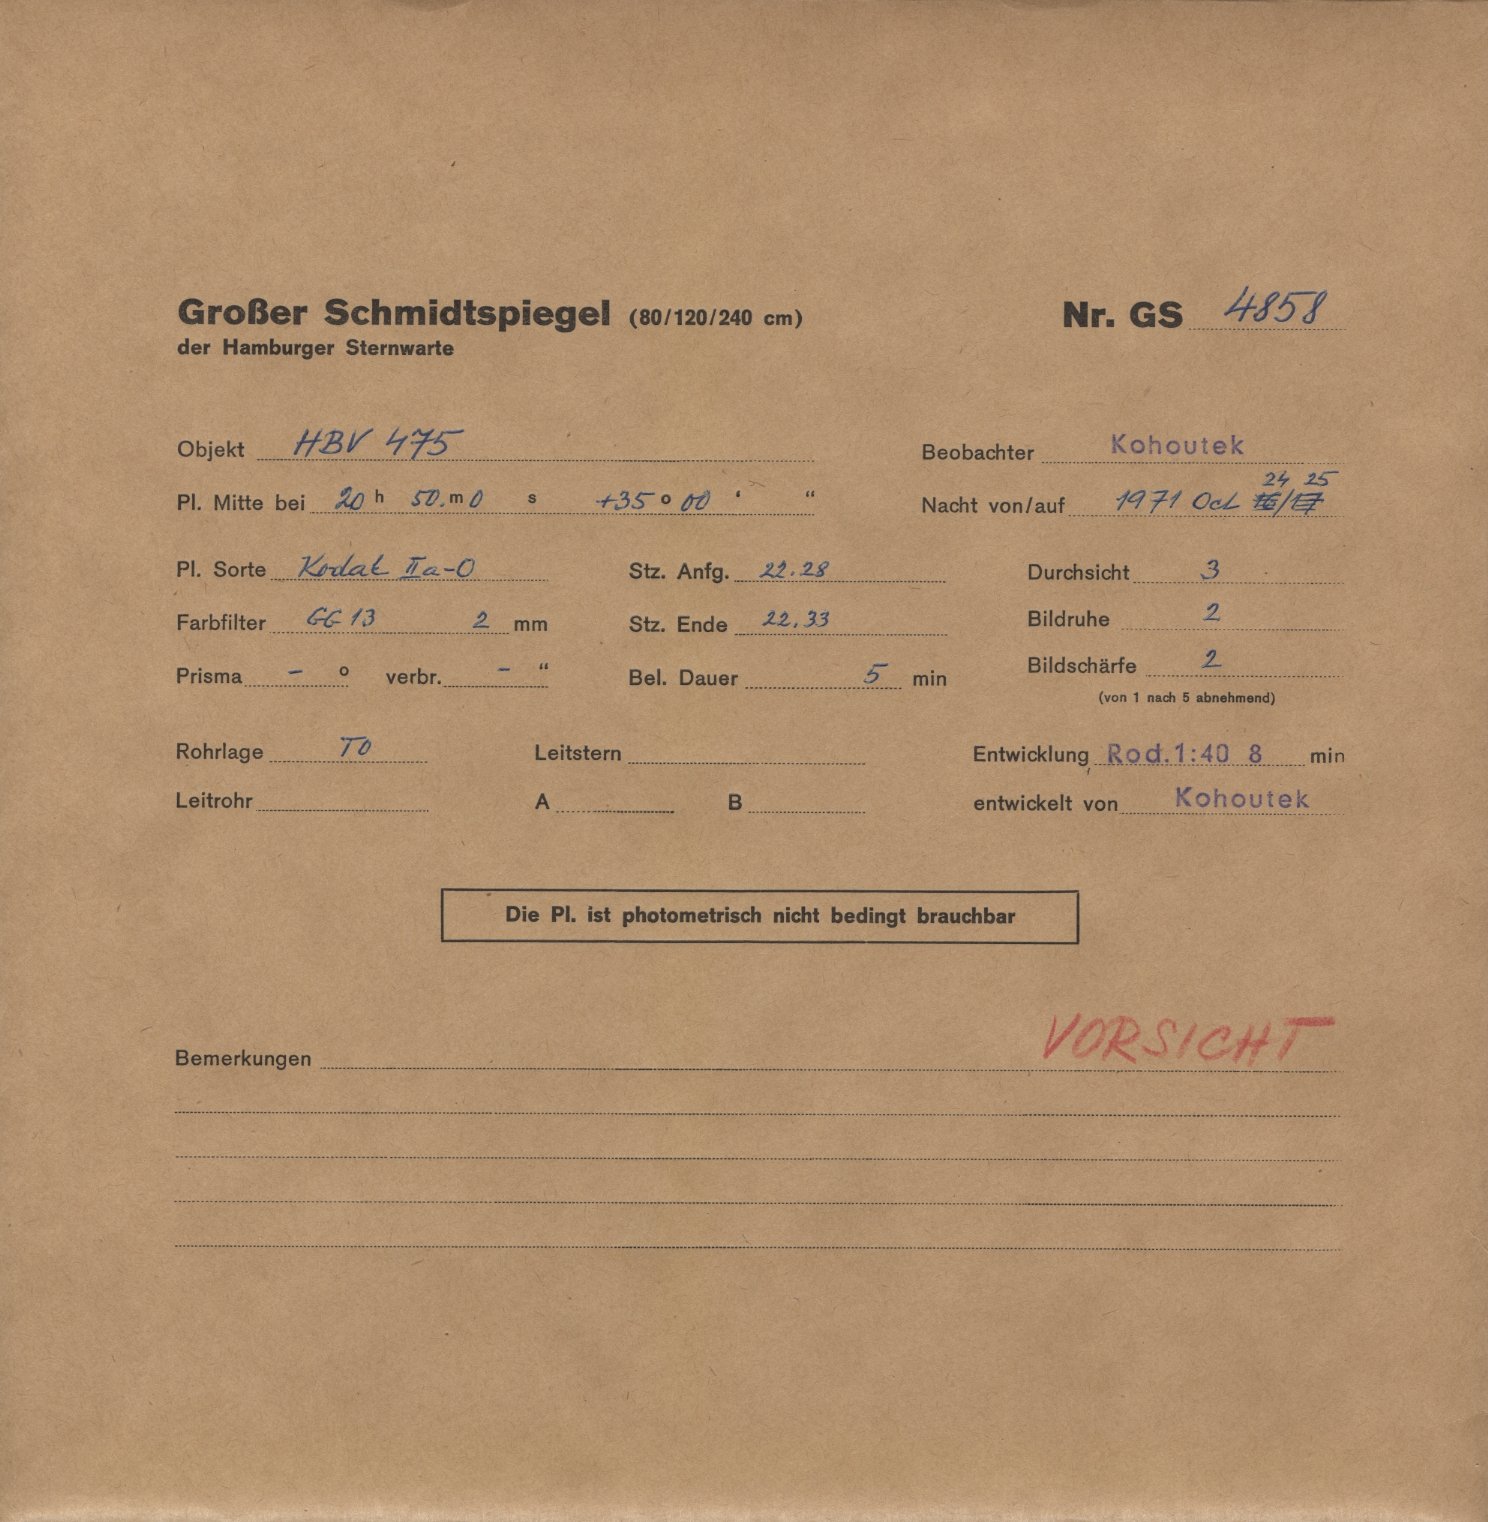 Großer Schmidtspiegel (80/120/240 cm) Nr. GS 4858
der Hamburger Sternwarte
Objekt HBV 475 Beobachter Kohoutek
24 25
Pl. Mitte bei 20 h 50. m 0 s +35 o 00 ‘ “ Nacht von/auf 1971 Oct 16/17
Pl. Sorte Kodak IIa-O Stz. Anfg. 22.28 Durchsicht 3
Farbfilter GG 13 2 mm Stz. Ende 22.33 Bildruhe 2
Prisma – o verbr. – “ Bel. Dauer 5 min Bildschärfe 2
(von 1 nach 5 abnehmend)
Rohrlage TO Leitstern Entwicklung Rod.1:40 8 min
Leitrohr A B entwickelt von Kohoutek
Die Pl. ist photometrisch nicht bedingt brauchbar
VORSICHT
Bemerkungen